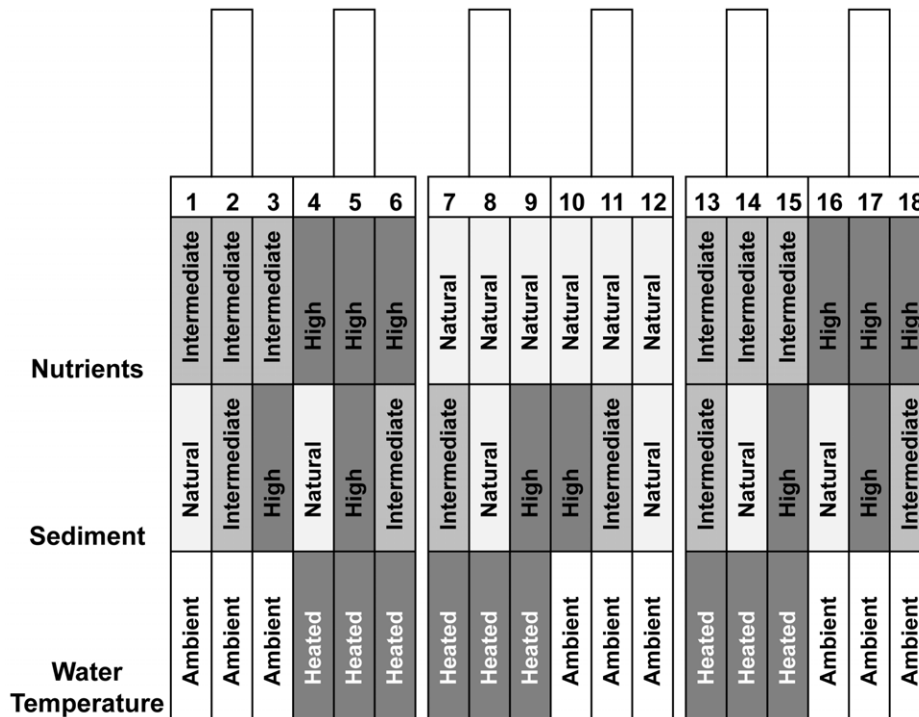 1 2 3 4 5 6 7 8 9 10 11 12 13 14 15 16 17 18
Nutrients Intermediate Intermediate Intermediate High High High Natural Natural Natural Natural Natural Natural Intermediate Intermediate Intermediate High High High
Sediment Natural Intermediate High Natural High Intermediate Intermediate Natural High High Intermediate Natural Intermediate Natural High Natural High Intermediate
Water Temperature Ambient Ambient Ambient Heated Heated Heated Heated Heated Heated Ambient Ambient Ambient Heated Heated Heated Ambient Ambient Ambient